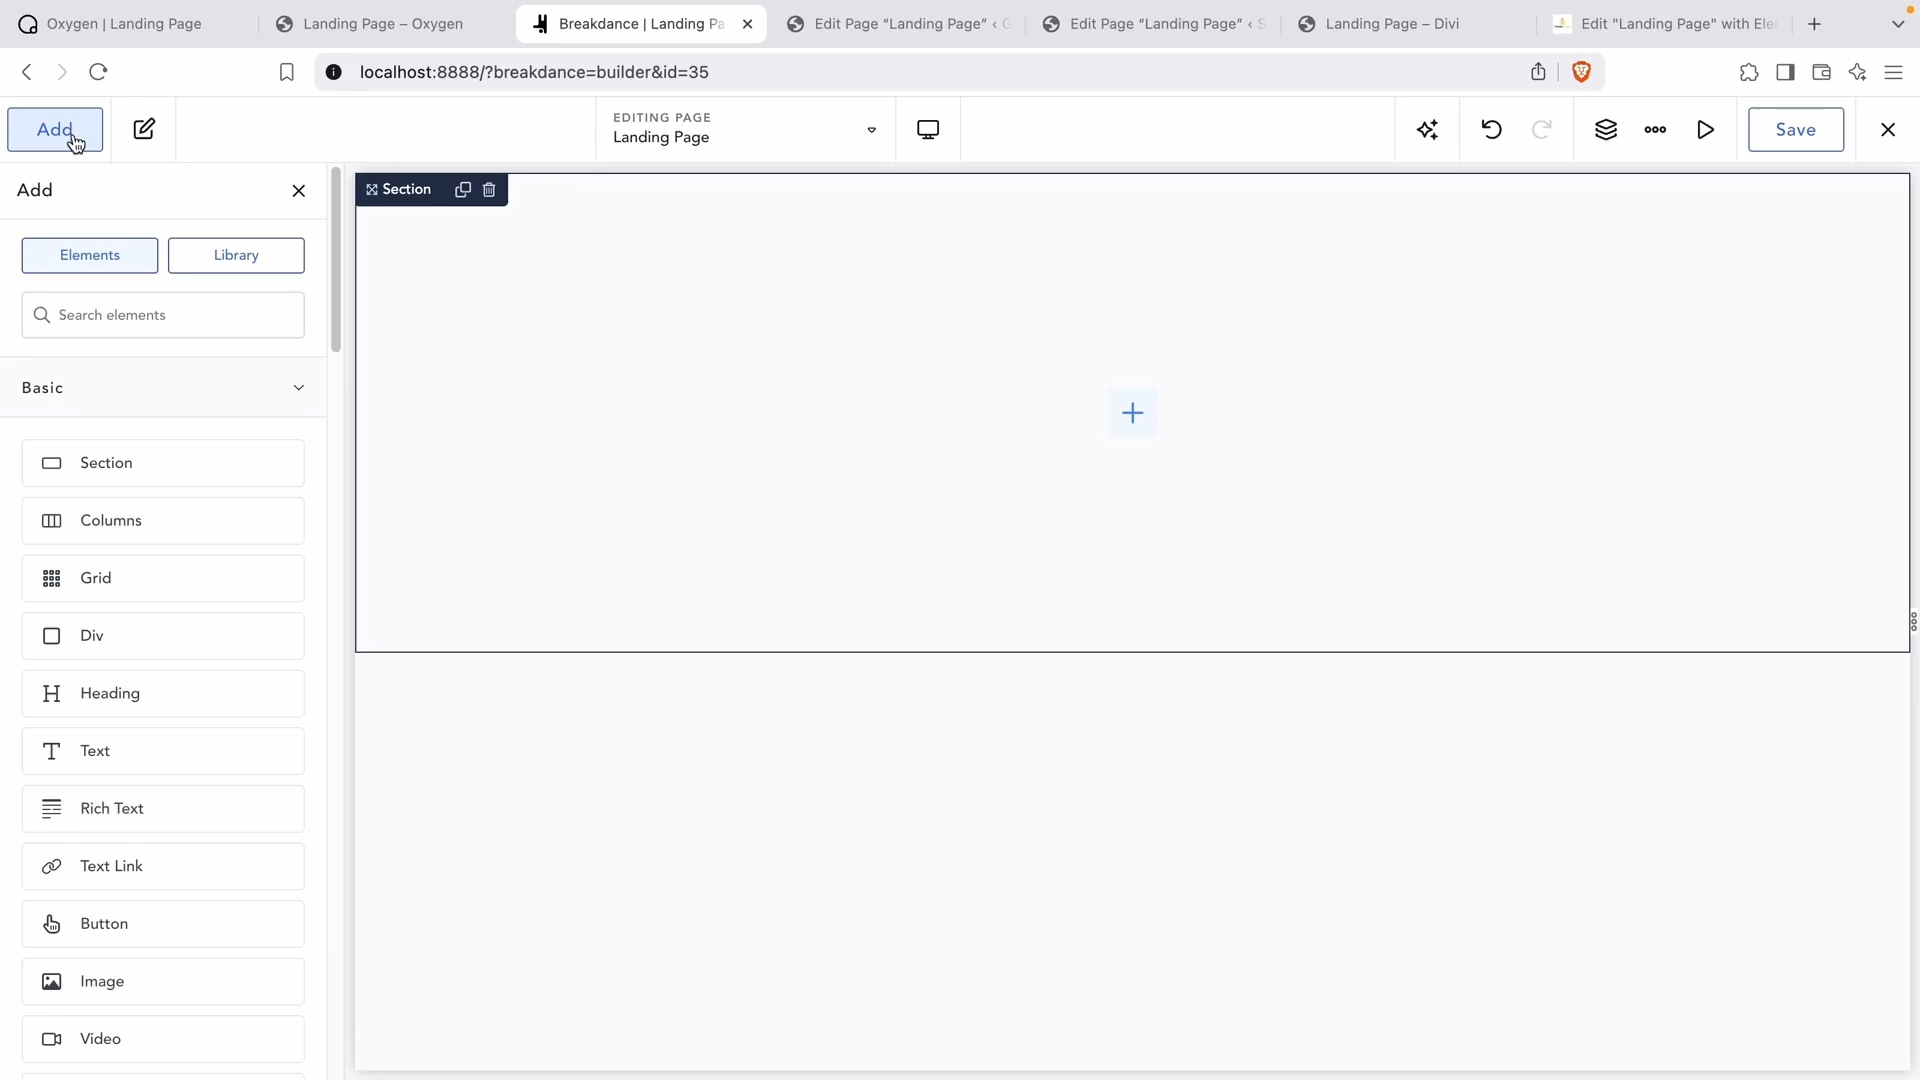 Oxygen | Landing Page
Landing Page – Oxygen
Breakdance | Landing Pa
Edit Page “Landing Page” ‹ G
Edit Page “Landing Page” ‹ S
Landing Page – Divi
Edit "Landing Page" with Ele
localhost:8888/?breakdance=builder&id=35
Add
EDITING PAGE
Landing Page
Save
Add
Section
Elements
Library
Search elements
Basic
Section
Columns
Grid
Div
Heading
Text
Rich Text
Text Link
Button
Image
Video